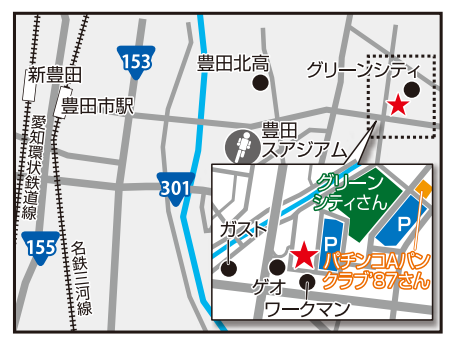 153
豊田北高
グリーンシティ
新豊田
豊田市駅
愛知環状鉄道線
豊田
スアジアム
301
155
名鉄三河線
グリーン
シティさん
P
P
ガスト
パチンコAパン
クラブ'87さん
ゲオ
ワークマン